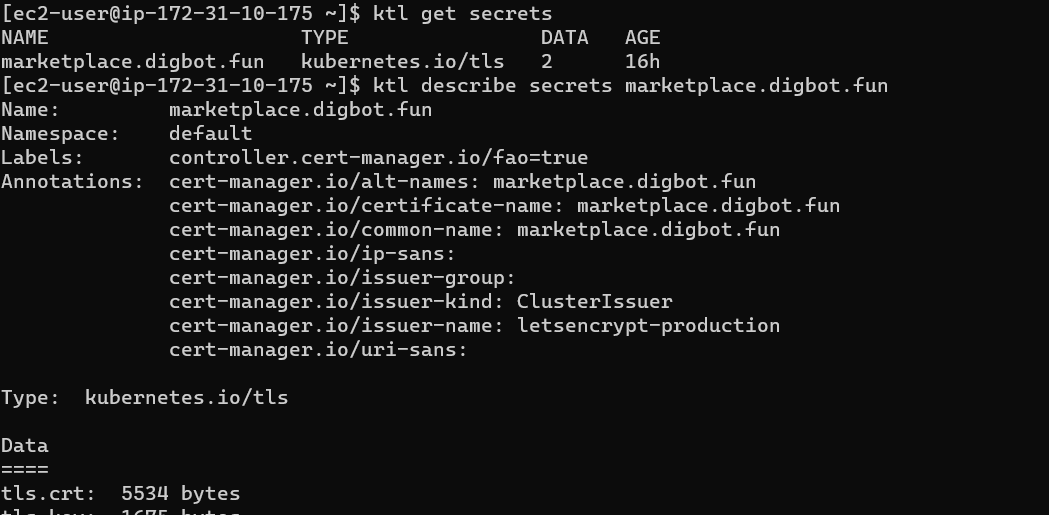 [ec2-user@ip-172-31-10-175 ~]$ ktl get secrets
NAME                     TYPE                DATA   AGE
marketplace.digbot.fun   kubernetes.io/tls   2      16h
[ec2-user@ip-172-31-10-175 ~]$ ktl describe secrets marketplace.digbot.fun
Name:         marketplace.digbot.fun
Namespace:    default
Labels:       controller.cert-manager.io/fao=true
Annotations:  cert-manager.io/alt-names: marketplace.digbot.fun
              cert-manager.io/certificate-name: marketplace.digbot.fun
              cert-manager.io/common-name: marketplace.digbot.fun
              cert-manager.io/ip-sans:
              cert-manager.io/issuer-group:
              cert-manager.io/issuer-kind: ClusterIssuer
              cert-manager.io/issuer-name: letsencrypt-production
              cert-manager.io/uri-sans:

Type:  kubernetes.io/tls

Data
====
tls.crt:  5534 bytes
tls.key:  1675 bytes